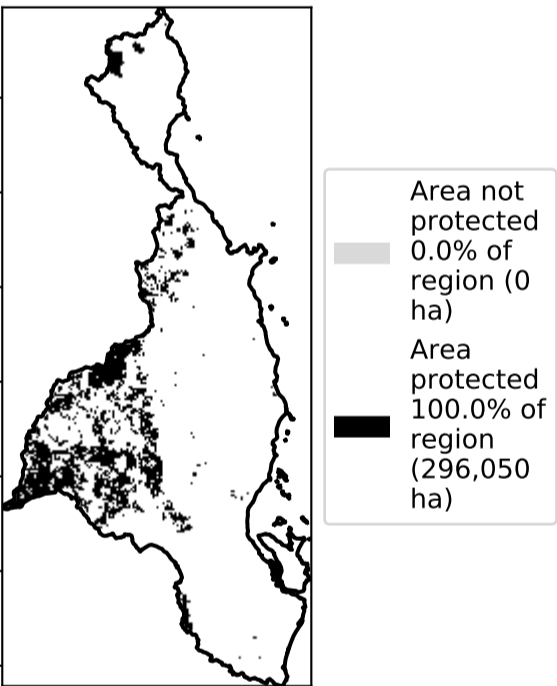 Area not
protected
0.0% of
region (0
ha)
Area
protected
100.0% of
region
(296,050
ha)